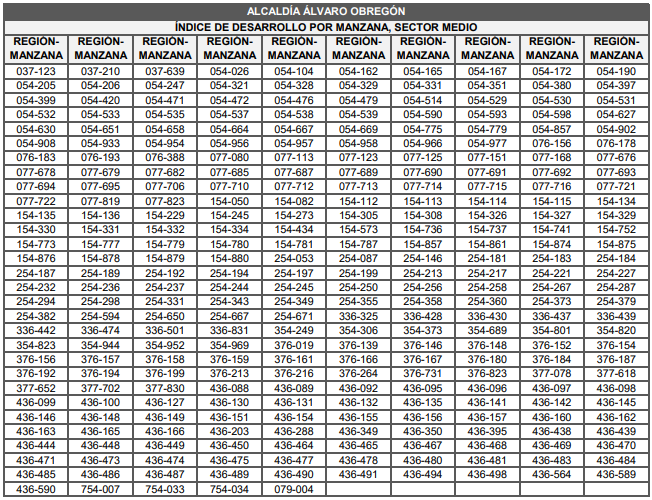 ALCALDÍA ÁLVARO OBREGÓN
ÍNDICE DE DESARROLLO POR MANZANA, SECTOR MEDIO
REGIÓN-MANZANA REGIÓN-MANZANA REGIÓN-MANZANA REGIÓN-MANZANA REGIÓN-MANZANA REGIÓN-MANZANA REGIÓN-MANZANA REGIÓN-MANZANA REGIÓN-MANZANA REGIÓN-MANZANA
037-123 037-210 037-639 054-026 054-104 054-162 054-165 054-167 054-172 054-190
054-205 054-206 054-247 054-321 054-328 054-329 054-331 054-351 054-380 054-397
054-399 054-420 054-471 054-472 054-476 054-479 054-514 054-529 054-530 054-531
054-532 054-533 054-535 054-537 054-538 054-539 054-590 054-593 054-598 054-627
054-630 054-651 054-658 054-664 054-667 054-669 054-775 054-779 054-857 054-902
054-908 054-933 054-954 054-956 054-957 054-958 054-966 054-977 076-156 076-178
076-183 076-193 076-388 077-080 077-113 077-123 077-125 077-151 077-168 077-676
077-678 077-679 077-682 077-685 077-687 077-689 077-690 077-691 077-692 077-693
077-694 077-695 077-706 077-710 077-712 077-713 077-714 077-715 077-716 077-721
077-722 077-819 077-823 154-050 154-082 154-112 154-113 154-114 154-115 154-134
154-135 154-136 154-229 154-245 154-273 154-305 154-308 154-326 154-327 154-329
154-330 154-331 154-332 154-334 154-434 154-573 154-736 154-737 154-741 154-752
154-773 154-777 154-779 154-780 154-781 154-787 154-857 154-861 154-874 154-875
154-876 154-878 154-879 154-880 254-053 254-087 254-146 254-181 254-183 254-184
254-187 254-189 254-192 254-194 254-197 254-199 254-213 254-217 254-221 254-227
254-232 254-236 254-237 254-244 254-245 254-250 254-256 254-258 254-267 254-287
254-294 254-298 254-331 254-343 254-349 254-355 254-358 254-360 254-373 254-379
254-382 254-594 254-650 254-667 254-671 336-325 336-428 336-430 336-437 336-439
336-442 336-474 336-501 336-831 354-249 354-306 354-373 354-689 354-801 354-820
354-823 354-944 354-952 354-969 376-019 376-139 376-146 376-148 376-152 376-154
376-156 376-157 376-158 376-159 376-161 376-166 376-167 376-180 376-184 376-187
376-192 376-194 376-199 376-213 376-216 376-264 376-731 376-823 377-078 377-618
377-652 377-702 377-830 436-088 436-089 436-092 436-095 436-096 436-097 436-098
436-099 436-100 436-127 436-130 436-131 436-132 436-135 436-141 436-142 436-145
436-146 436-148 436-149 436-151 436-154 436-155 436-156 436-157 436-160 436-162
436-163 436-165 436-166 436-203 436-288 436-349 436-350 436-395 436-438 436-439
436-444 436-448 436-449 436-450 436-464 436-465 436-467 436-468 436-469 436-470
436-471 436-473 436-474 436-475 436-477 436-478 436-480 436-481 436-483 436-484
436-485 436-486 436-487 436-489 436-490 436-491 436-494 436-498 436-564 436-589
436-590 754-007 754-033 754-034 079-004